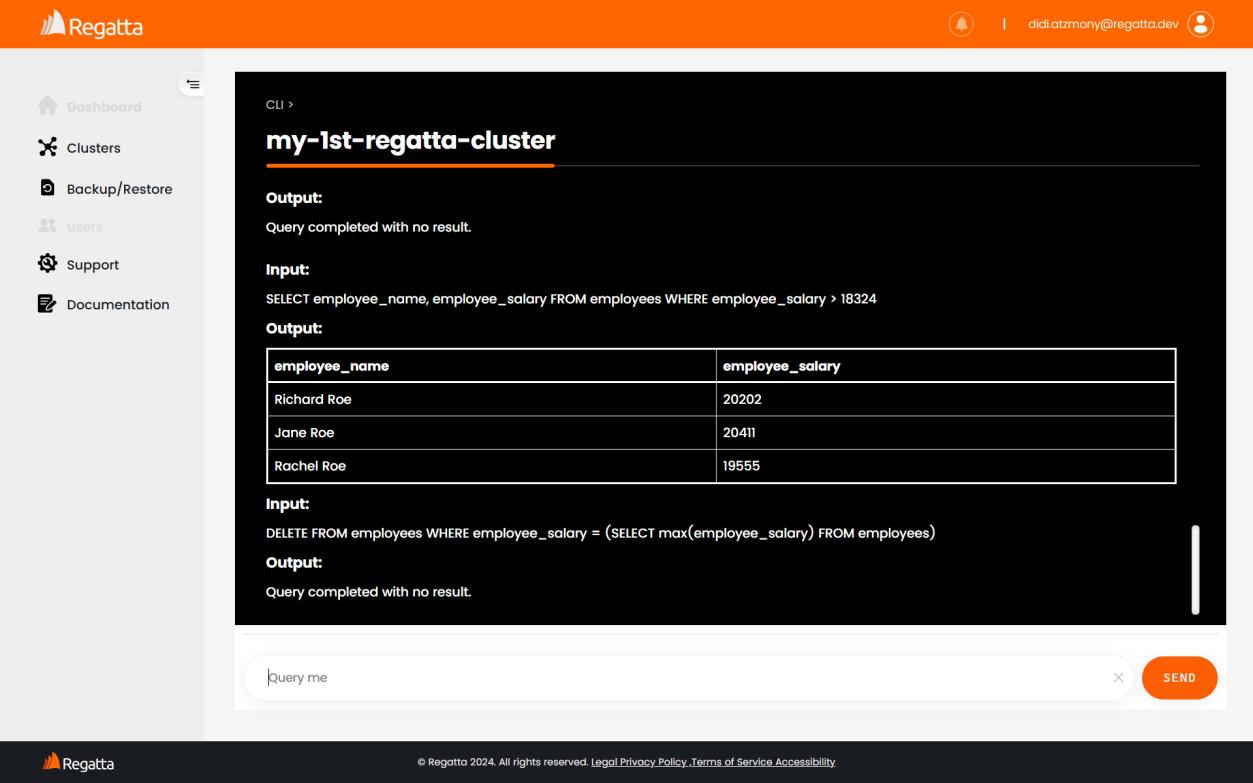 Regatta
didi.atzmony@regatta.dev
Dashboard
Clusters
Backup/Restore
Users
Support
Documentation
CLI >
my-1st-regatta-cluster
Output:
Query completed with no result.
Input:
SELECT employee_name, employee_salary FROM employees WHERE employee_salary > 18324
Output:
employee_name employee_salary
Richard Roe 20202
Jane Roe 20411
Rachel Roe 19555
Input:
DELETE FROM employees WHERE employee_salary = (SELECT max(employee_salary) FROM employees)
Output:
Query completed with no result.
Query me
SEND
Regatta
© Regatta 2024. All rights reserved. Legal Privacy Policy ,Terms of Service Accessibility